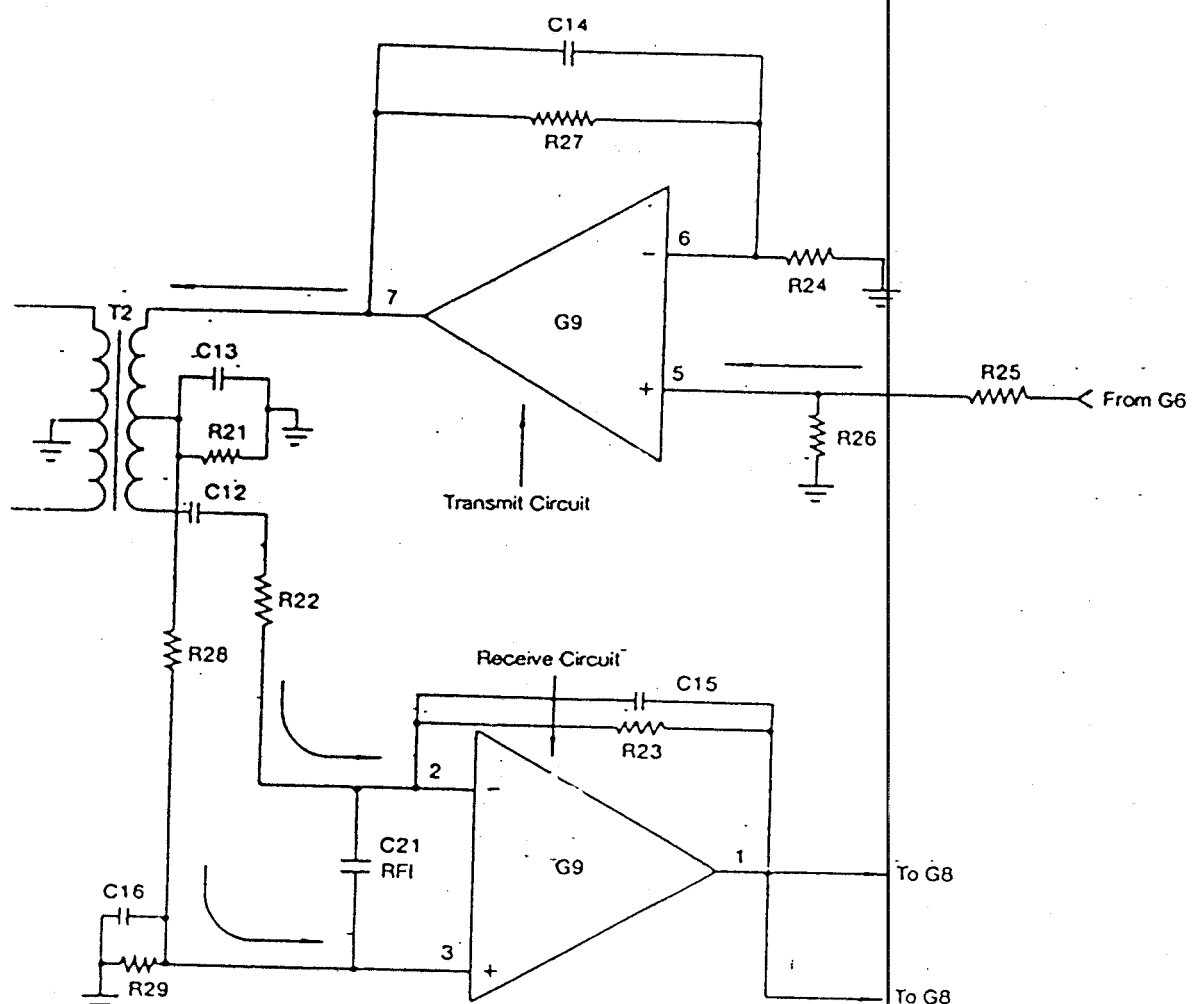 C14
R27
6
−
R24
7
T2
G9
C13
5
+
R25
From G6
R21
R26
C12
Transmit Circuit
R22
R28
Receive Circuit
C15
R23
2
−
C21
RFI
G9
1
To G8
C16
3
+
R29
To G8